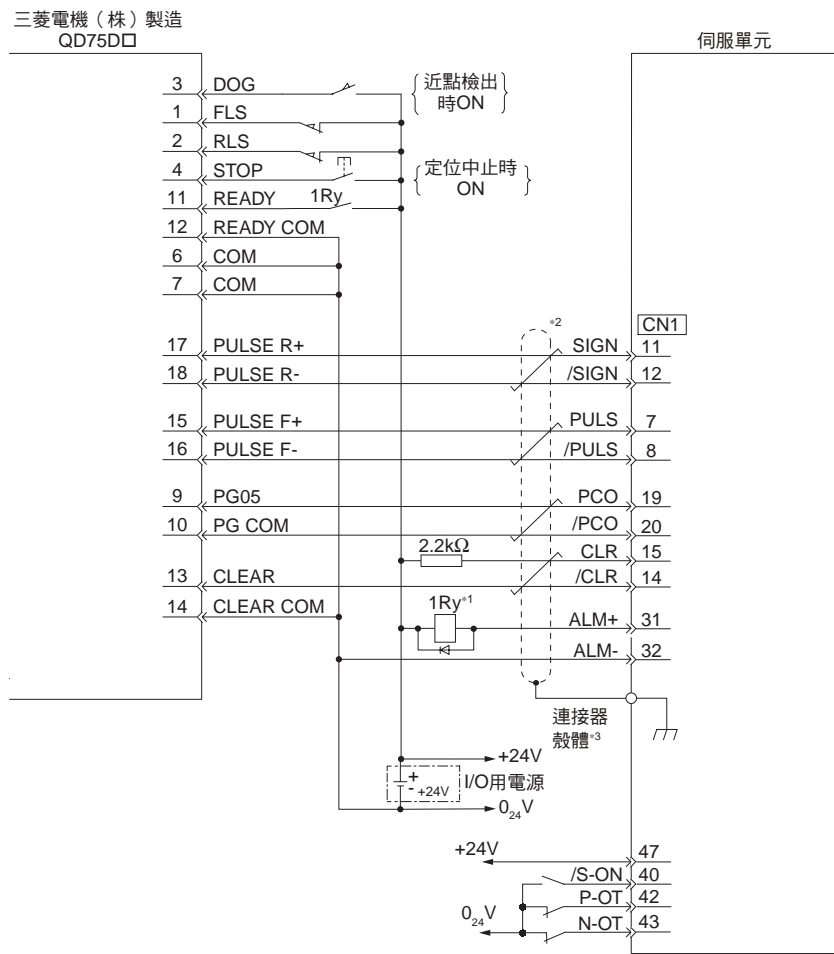 三菱電機（株）製造
QD75D□
伺服單元
3 DOG
近點檢出
時ON
1 FLS
2 RLS
4 STOP
定位中止時
ON
11 READY 1Ry
12 READY COM
6 COM
7 COM
*2
CN1
17 PULSE R+ SIGN 11
18 PULSE R- /SIGN 12
15 PULSE F+ PULS 7
16 PULSE F- /PULS 8
9 PG05 PCO 19
10 PG COM /PCO 20
2.2kΩ CLR 15
13 CLEAR /CLR 14
14 CLEAR COM
1Ry*1 ALM+ 31
ALM- 32
連接器
殼體*3
+24V
+
- +24V
I/O用電源
024V
+24V 47
/S-ON 40
P-OT 42
024V
N-OT 43